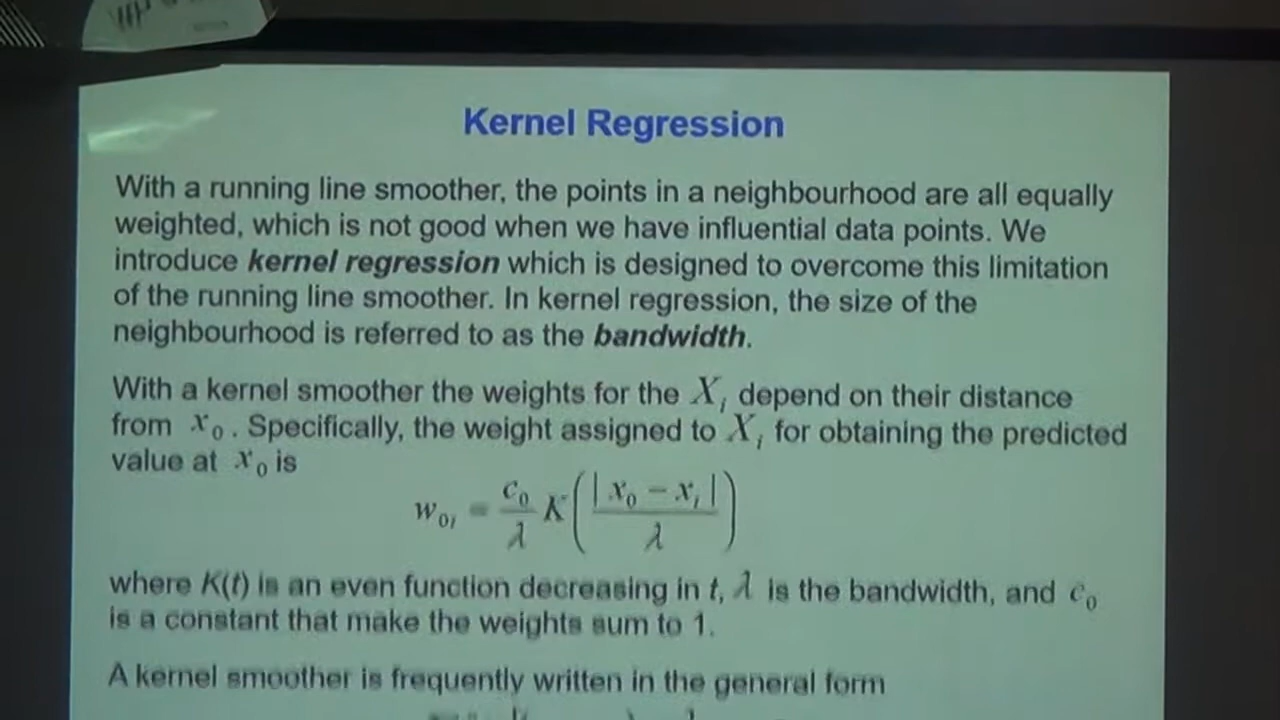 Kernel Regression
With a running line smoother, the points in a neighbourhood are all equally
weighted, which is not good when we have influential data points. We
introduce kernel regression which is designed to overcome this limitation
of the running line smoother. In kernel regression, the size of the
neighbourhood is referred to as the bandwidth.
With a kernel smoother the weights for the X_i depend on their distance
from x_0 . Specifically, the weight assigned to X_i for obtaining the predicted
value at x_0 is
w_{0i} = \frac{c_0}{λ} K\left(\frac{| x_0 − x_i |}{λ}\right)
where K(t) is an even function decreasing in t, λ is the bandwidth, and c_0
is a constant that make the weights sum to 1.
A kernel smoother is frequently written in the general form